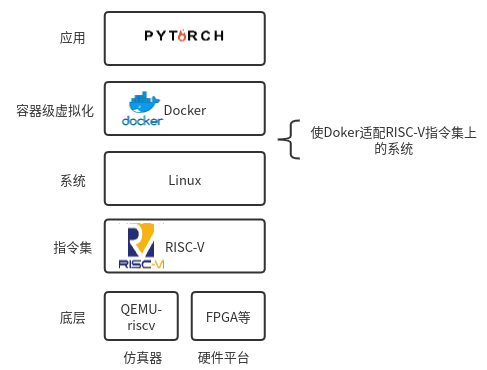 应用
PYTORCH
容器级虚拟化
docker
Docker
使Doker适配RISC-V指令集上
的系统
系统
Linux
指令集
RISC-V
RISC-V
底层
QEMU-
riscv
FPGA等
仿真器
硬件平台